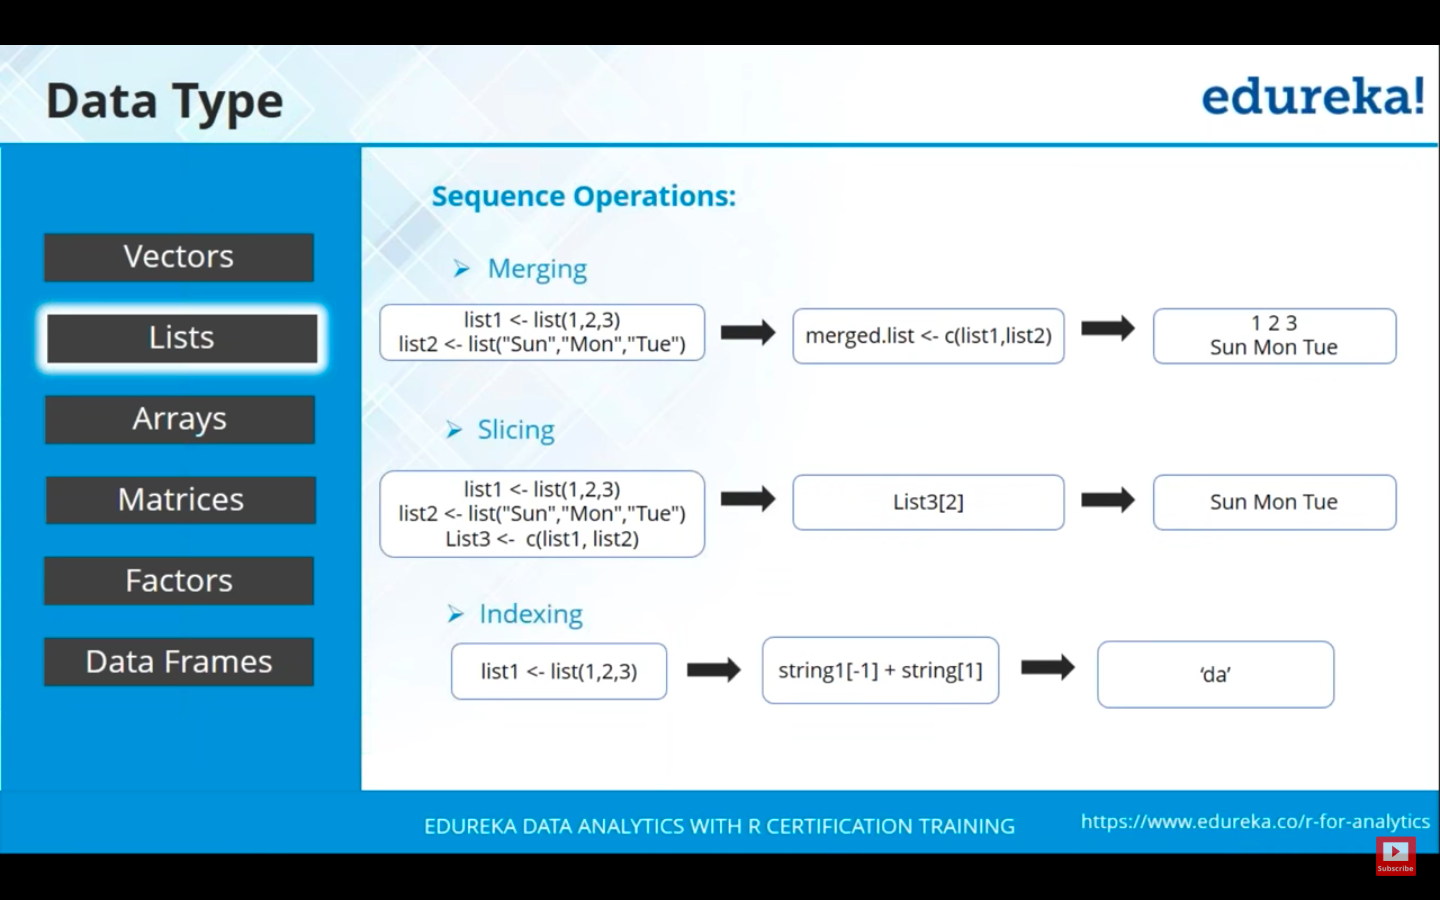 Data Type
edureka!
Vectors
Lists
Arrays
Matrices
Factors
Data Frames
Sequence Operations:
Merging
list1 <- list(1,2,3)
list2 <- list("Sun","Mon","Tue")
merged.list <- c(list1,list2)
1 2 3
Sun Mon Tue
Slicing
list1 <- list(1,2,3)
list2 <- list("Sun","Mon","Tue")
List3 <- c(list1, list2)
List3[2]
Sun Mon Tue
Indexing
list1 <- list(1,2,3)
string1[-1] + string[1]
‘da’
EDUREKA DATA ANALYTICS WITH R CERTIFICATION TRAINING
https://www.edureka.co/r-for-analytics
Subscribe